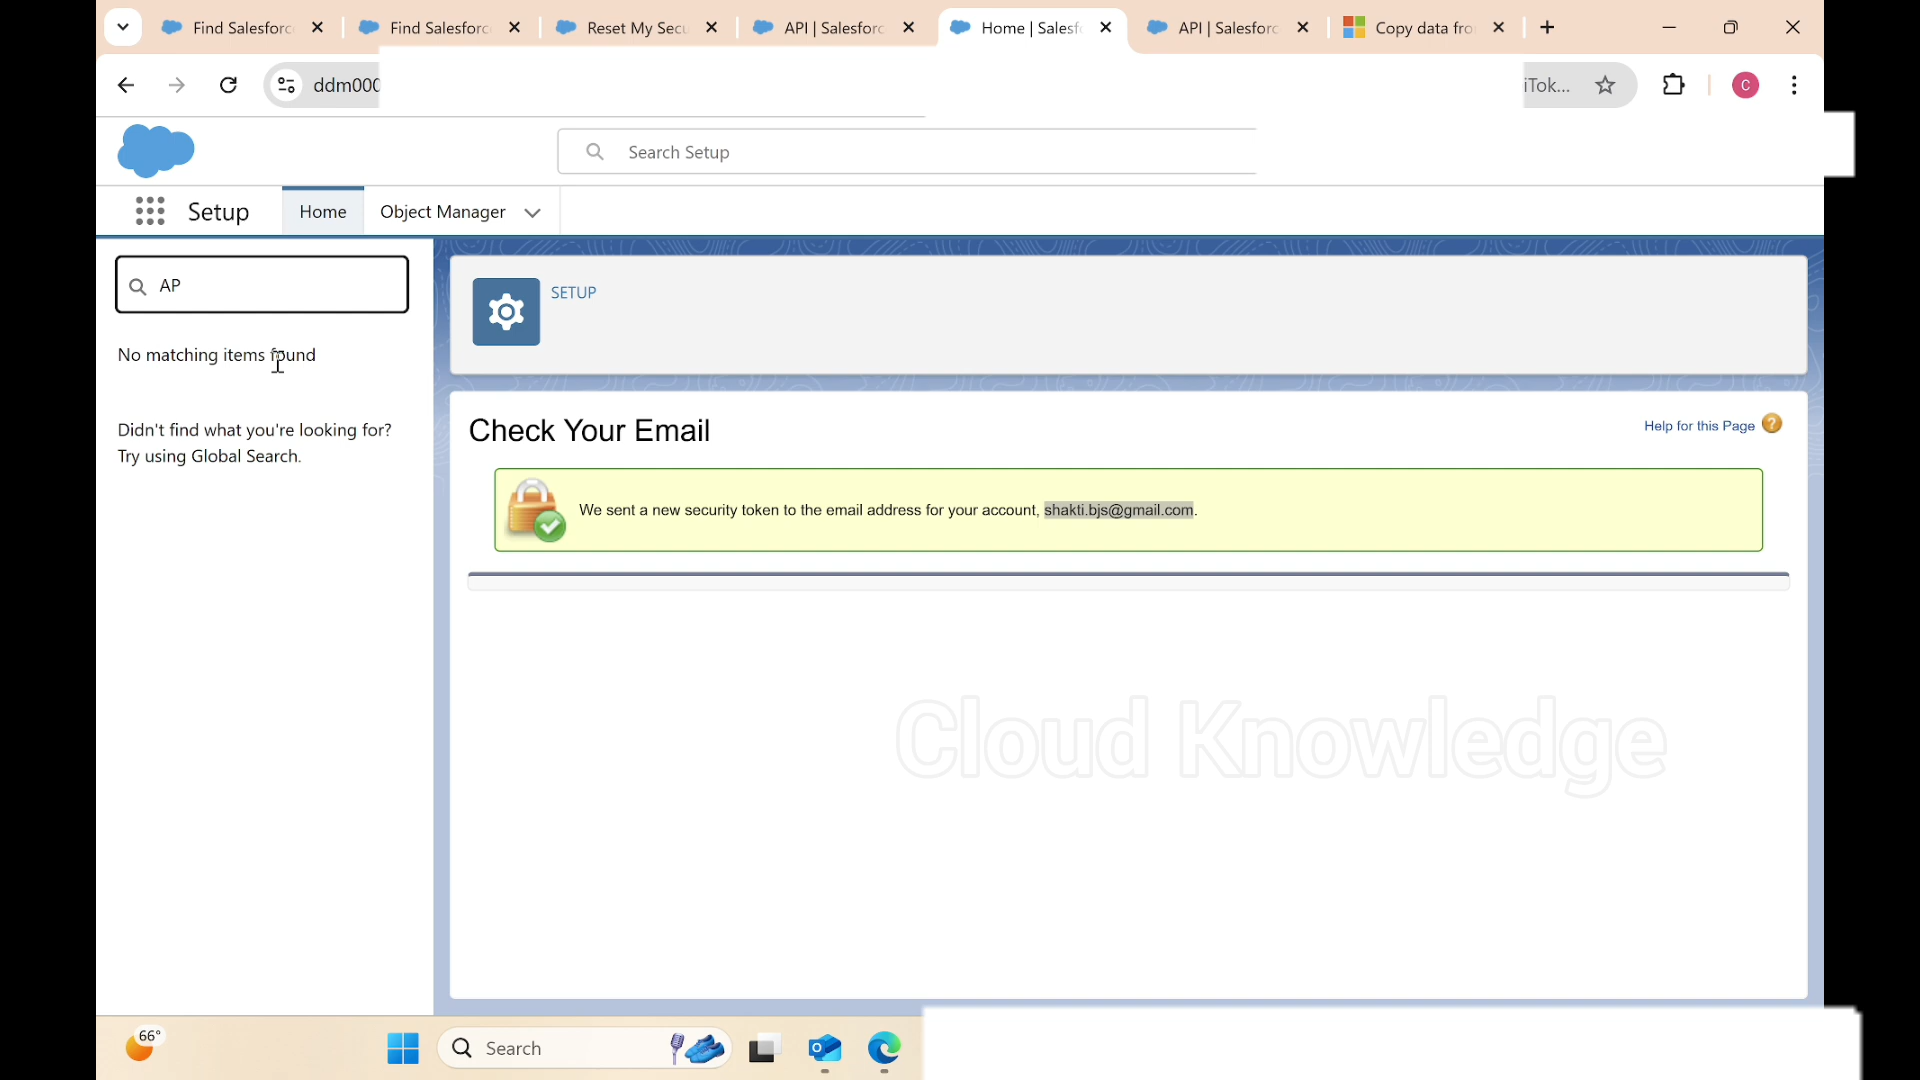 Find Salesforc
Find Salesforc
Reset My Secu
API | Salesforc
Home | Salesfo
API | Salesforc
Copy data fro
ddm000
iTok...
C
Search Setup
Setup
Home
Object Manager
AP
No matching items found
Didn't find what you're looking for?
Try using Global Search.
SETUP
Check Your Email
Help for this Page
We sent a new security token to the email address for your account, shakti.bjs@gmail.com.
Cloud Knowledge
66°
Search